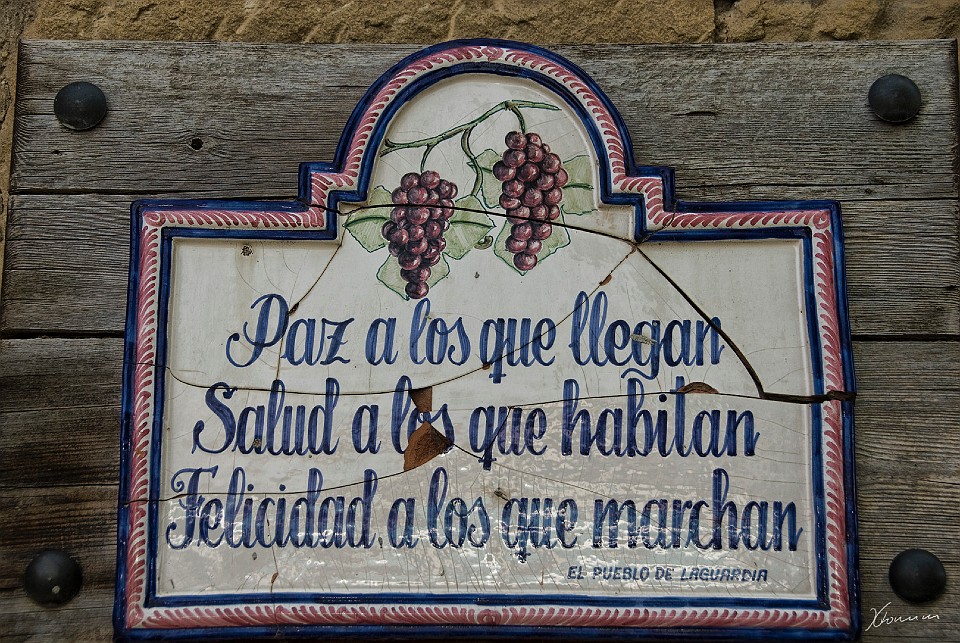 Paz a los que llegan
Salud a los que habitan
Felicidad a los que marchan
EL PUEBLO DE LAGUARDIA